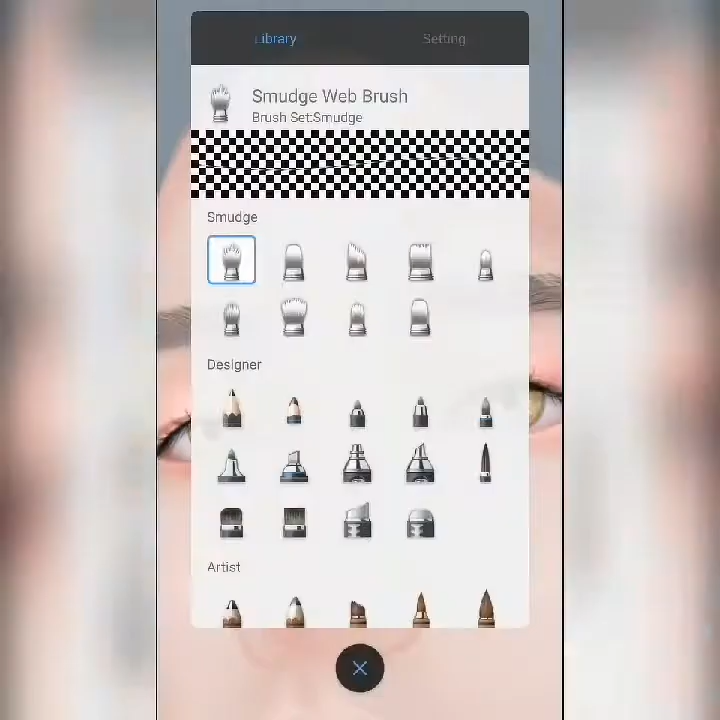 Library
Setting
Smudge Web Brush
Brush Set:Smudge
Smudge
Designer
Artist